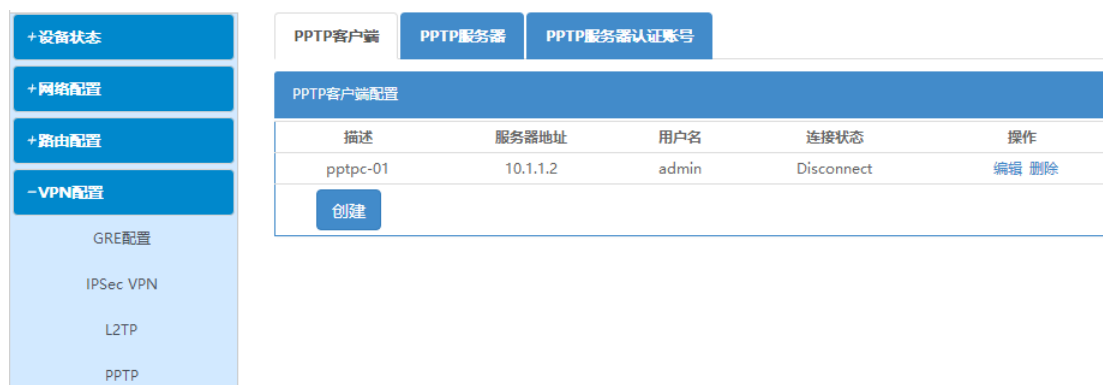 +设备状态
+网络配置
+路由配置
-VPN配置
GRE配置
IPSec VPN
L2TP
PPTP
PPTP客户端 PPTP服务器 PPTP服务器认证账号
PPTP客户端配置
描述 服务器地址 用户名 连接状态 操作
pptpc-01 10.1.1.2 admin Disconnect 编辑 删除
创建